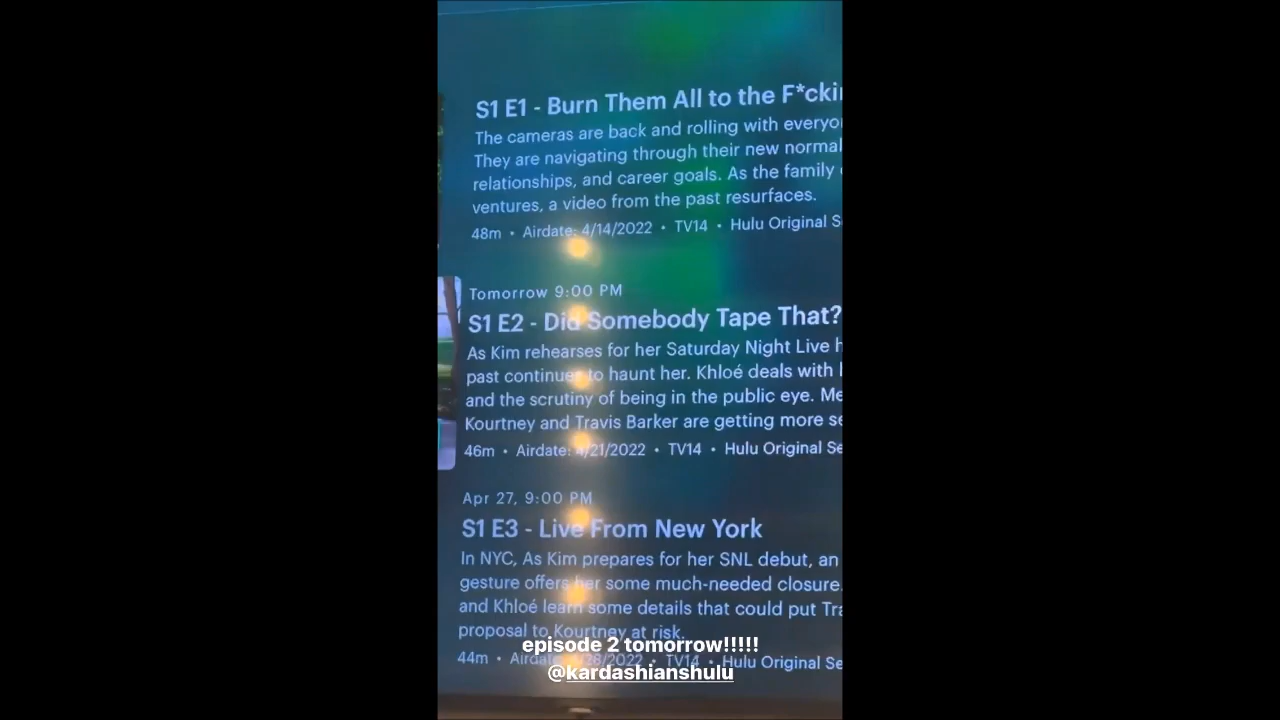 S1 E1 - Burn Them All to the F*cki
The cameras are back and rolling with everyo
They are navigating through their new normal
relationships, and career goals. As the family
ventures, a video from the past resurfaces.
48m • Airdate: 4/14/2022 • TV14 • Hulu Original S
Tomorrow 9:00 PM
S1 E2 - Did Somebody Tape That?
As Kim rehearses for her Saturday Night Live h
past continues to haunt her. Khloé deals with
and the scrutiny of being in the public eye. Me
Kourtney and Travis Barker are getting more se
46m • Airdate: 4/21/2022 • TV14 • Hulu Original Se
Apr 27, 9:00 PM
S1 E3 - Live From New York
In NYC, As Kim prepares for her SNL debut, an
gesture offers her some much-needed closure.
and Khloé learn some details that could put Tra
proposal to Kourtney at risk.
episode 2 tomorrow!!!!!
44m • Airdate: 4/28/2022 • TV14 • Hulu Original Se
@kardashianshulu